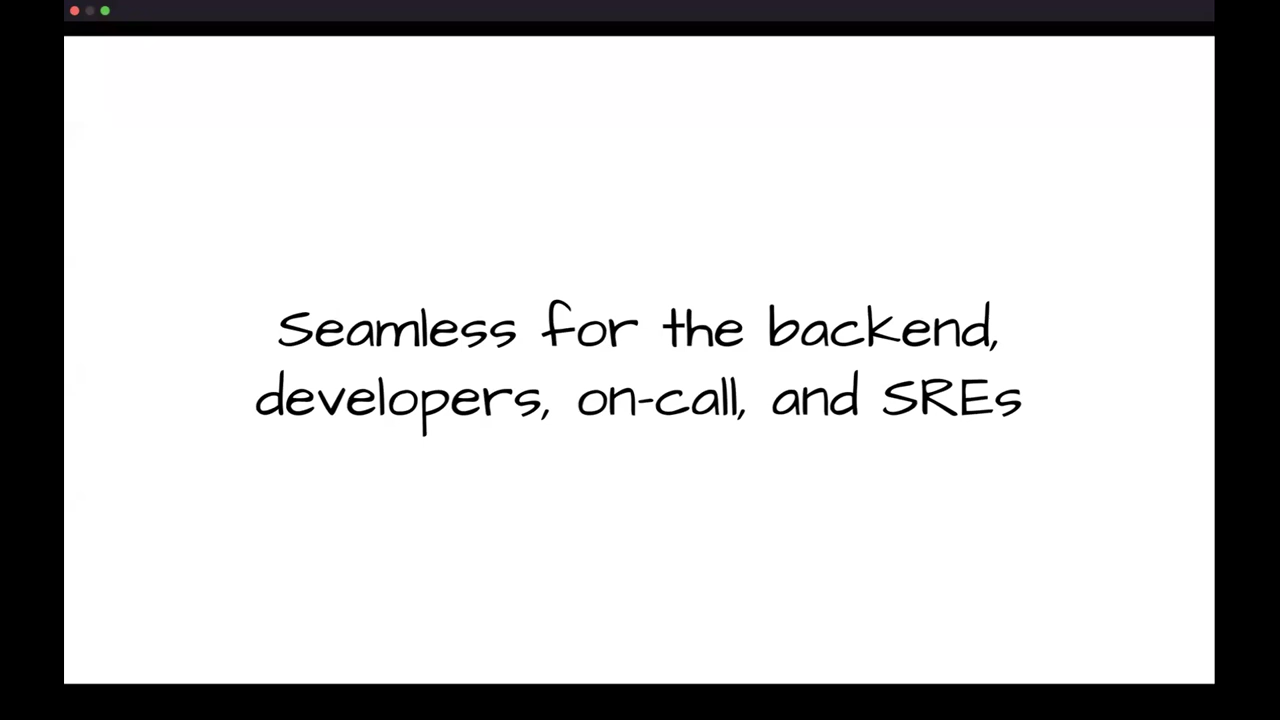 Seamless for the backend,
developers, on-call, and SREs